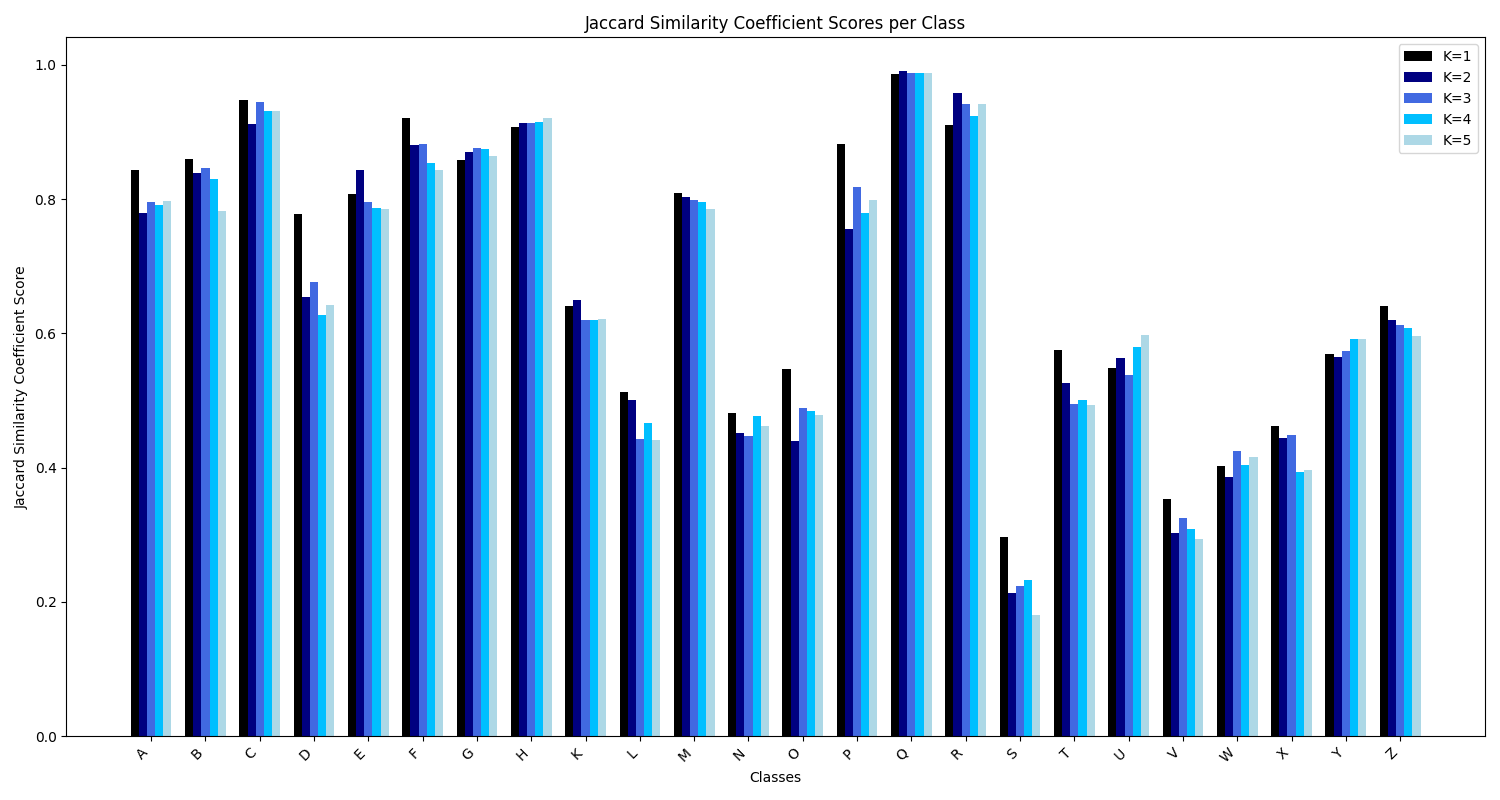 Jaccard Similarity Coefficient Scores per Class
K=1
K=2
K=3
K=4
K=5
Jaccard Similarity Coefficient Score
1.0
0.8
0.6
0.4
0.2
0.0
A B C D E F G H K L M N O P Q R S T U V W X Y Z
Classes